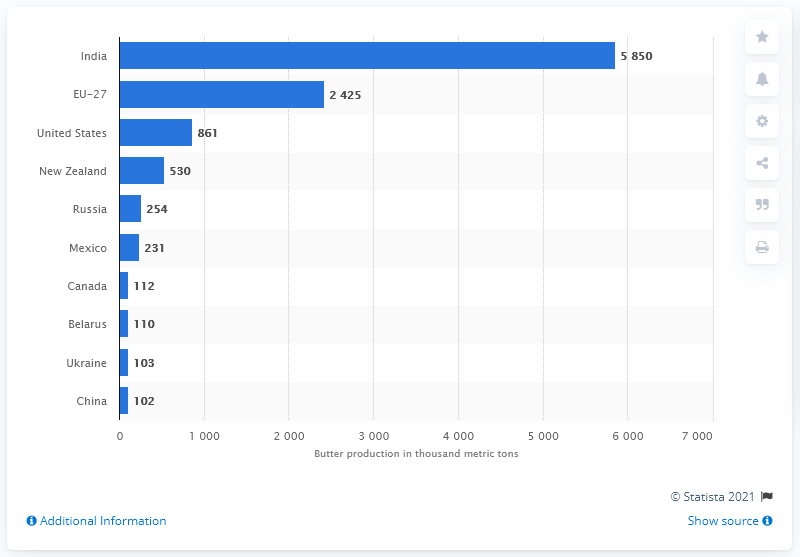 India 5 850
EU-27 2 425
United States 861
New Zealand 530
Russia 254
Mexico 231
Canada 112
Belarus 110
Ukraine 103
China 102
0 1 000 2 000 3 000 4 000 5 000 6 000 7 000
Butter production in thousand metric tons
© Statista 2021
Additional Information Show source